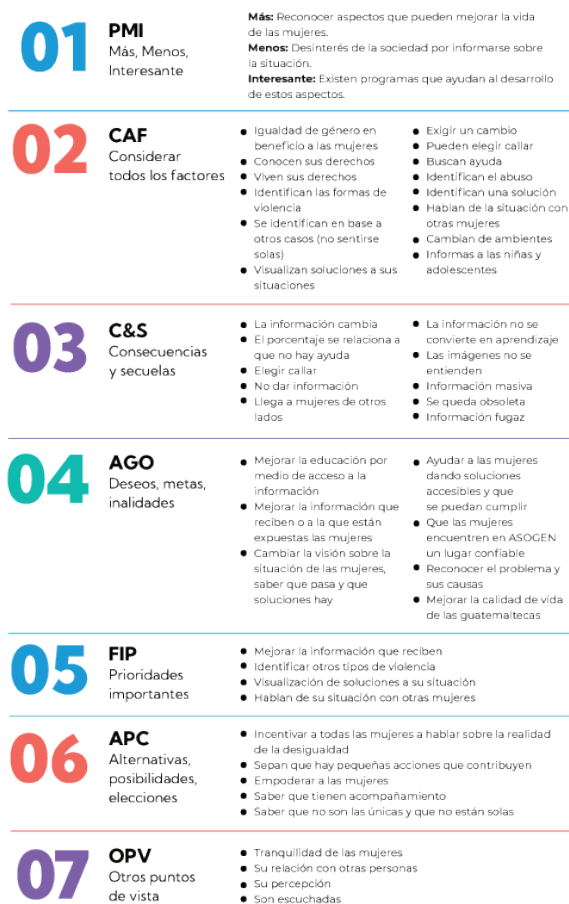 01
PMI
Más, Menos,
Interesante
Más: Reconocer aspectos que pueden mejorar la vida
de las mujeres.
Menos: Desinterés de la sociedad por informarse sobre
la situación.
Interesante: Existen programas que ayudan al desarrollo
de estos aspectos.
02
CAF
Considerar
todos los factores
Igualdad de género en
beneficio a las mujeres
Conocen sus derechos
Viven sus derechos
Identifican las formas de
violencia
Se identifican en base a
otros casos (no sentirse
solas)
Visualizan soluciones a sus
situaciones
Exigir un cambio
Pueden elegir callar
Buscan ayuda
Identifican el abuso
Identifican una solución
Hablan de la situación con
otras mujeres
Cambian de ambientes
Informas a las niñas y
adolescentes
03
C&S
Consecuencias
y secuelas
La información cambia
El porcentaje se relaciona a
que no hay ayuda
Elegir callar
No dar información
Llega a mujeres de otros
lados
La información no se
convierte en aprendizaje
Las imágenes no se
entienden
Información masiva
Se queda obsoleta
Información fugaz
04
AGO
Deseos, metas,
inalidades
Mejorar la educación por
medio de acceso a la
información
Mejorar la información que
reciben o a la que están
expuestas las mujeres
Cambiar la visión sobre la
situación de las mujeres,
saber que pasa y que
soluciones hay
Ayudar a las mujeres
dando soluciones
accesibles y que
se puedan cumplir
Que las mujeres
encuentren en ASOGEN
un lugar confiable
Reconocer el problema y
sus causas
Mejorar la calidad de vida
de las guatemaltecas
05
FIP
Prioridades
importantes
Mejorar la información que reciben
Identificar otros tipos de violencia
Visualización de soluciones a su situación
Hablan de su situación con otras mujeres
06
APC
Alternativas,
posibilidades,
elecciones
Incentivar a todas las mujeres a hablar sobre la realidad
de la desigualdad
Sepan que hay pequeñas acciones que contribuyen
Empoderar a las mujeres
Saber que tienen acompañamiento
Saber que no son las únicas y que no están solas
07
OPV
Otros puntos
de vista
Tranquilidad de las mujeres
Su relación con otras personas
Su percepción
Son escuchadas